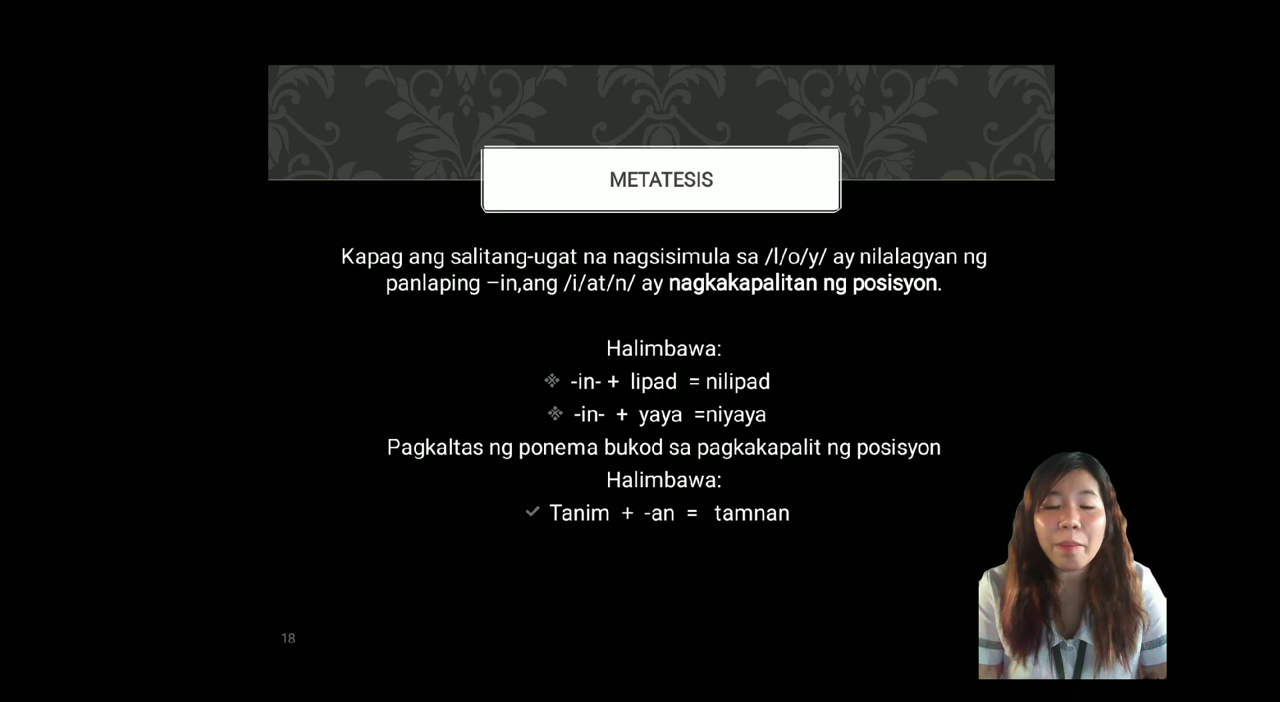 METATESIS
Kapag ang salitang-ugat na nagsisimula sa /l/o/y/ ay nilalagyan ng
panlaping –in,ang /i/at/n/ ay nagkakapalitan ng posisyon.
Halimbawa:
-in- + lipad = nilipad
-in- + yaya =niyaya
Pagkaltas ng ponema bukod sa pagkakapalit ng posisyon
Halimbawa:
Tanim + -an = tamnan
18